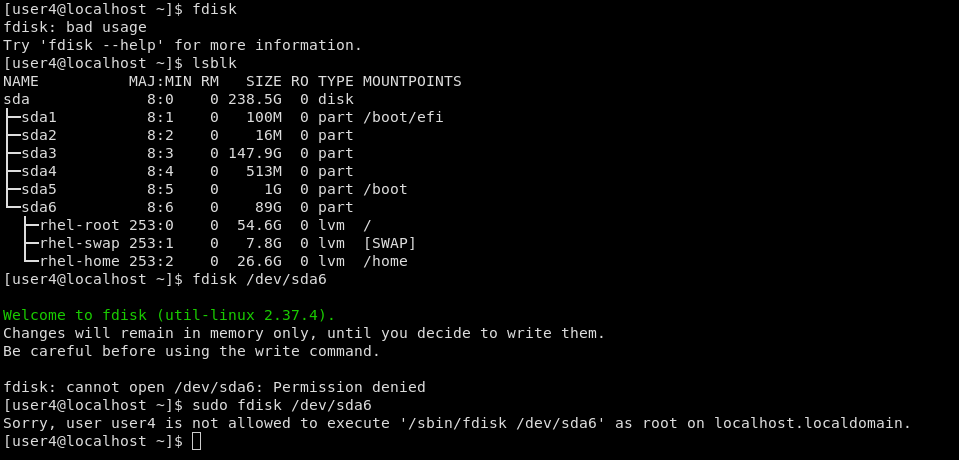 [user4@localhost ~]$ fdisk
fdisk: bad usage
Try 'fdisk --help' for more information.
[user4@localhost ~]$ lsblk
NAME          MAJ:MIN RM   SIZE RO TYPE MOUNTPOINTS
sda             8:0    0 238.5G  0 disk
├─sda1          8:1    0   100M  0 part /boot/efi
├─sda2          8:2    0    16M  0 part
├─sda3          8:3    0 147.9G  0 part
├─sda4          8:4    0   513M  0 part
├─sda5          8:5    0     1G  0 part /boot
└─sda6          8:6    0    89G  0 part
  ├─rhel-root 253:0    0  54.6G  0 lvm  /
  ├─rhel-swap 253:1    0   7.8G  0 lvm  [SWAP]
  └─rhel-home 253:2    0  26.6G  0 lvm  /home
[user4@localhost ~]$ fdisk /dev/sda6

Welcome to fdisk (util-linux 2.37.4).
Changes will remain in memory only, until you decide to write them.
Be careful before using the write command.

fdisk: cannot open /dev/sda6: Permission denied
[user4@localhost ~]$ sudo fdisk /dev/sda6
Sorry, user user4 is not allowed to execute '/sbin/fdisk /dev/sda6' as root on localhost.localdomain.
[user4@localhost ~]$